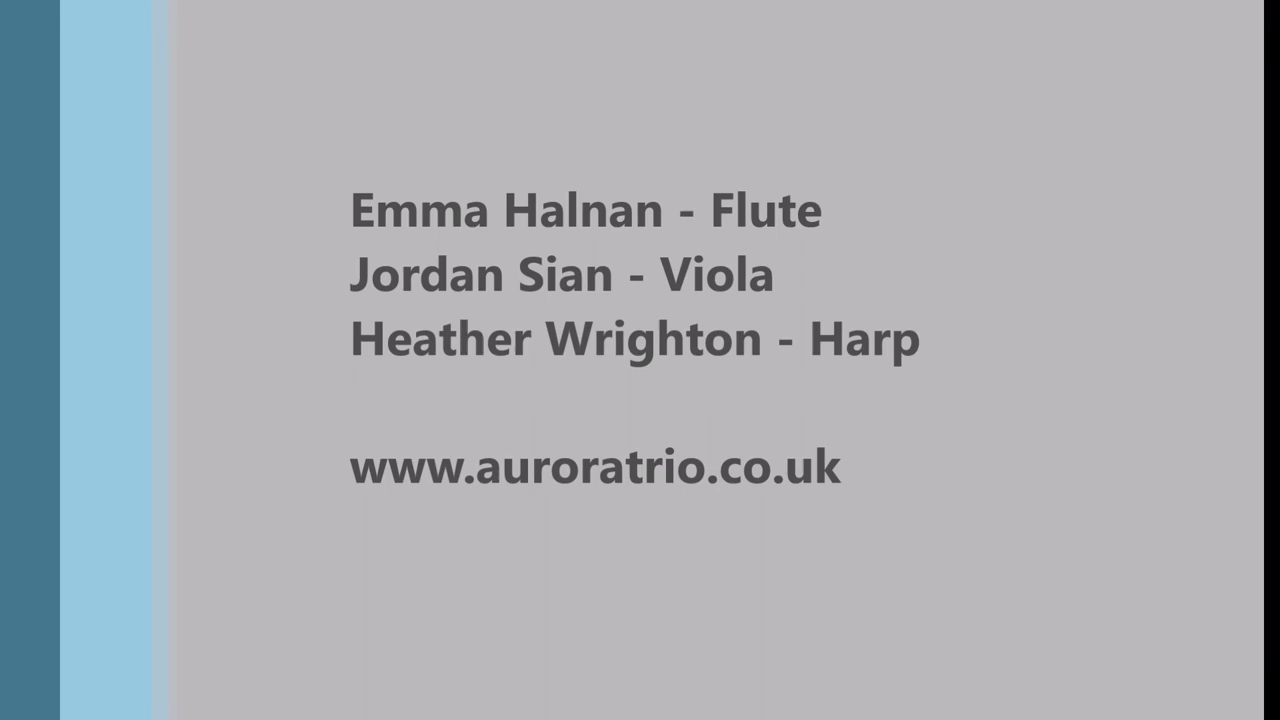 Emma Halnan - Flute
Jordan Sian - Viola
Heather Wrighton - Harp
www.auroratrio.co.uk